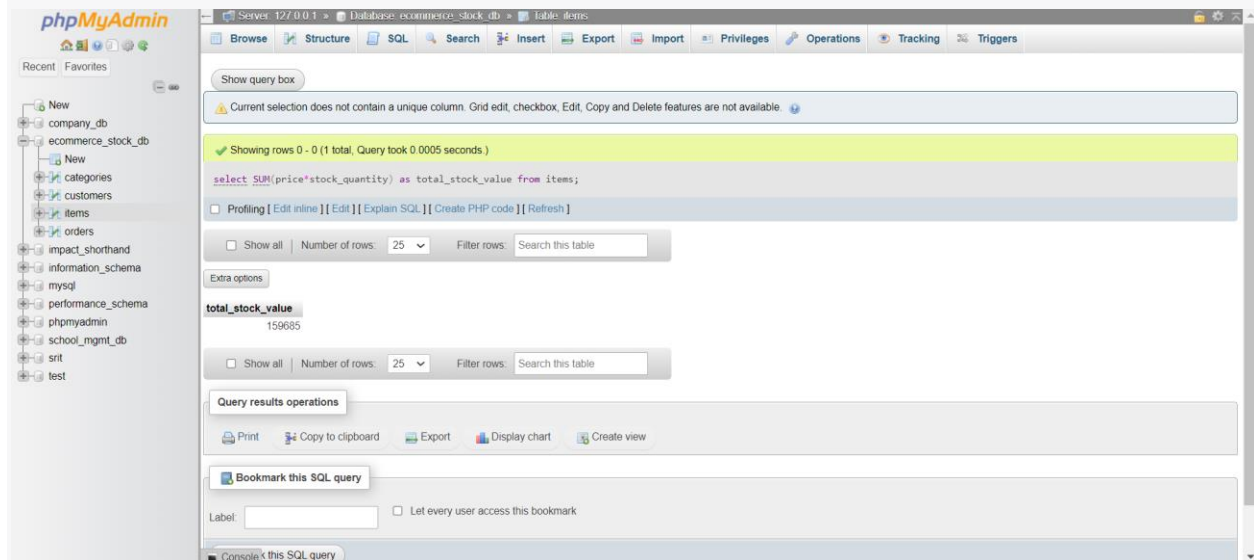 phpMyAdmin
Recent Favorites
New
company_db
ecommerce_stock_db
New
categories
customers
items
orders
impact_shorthand
information_schema
mysql
performance_schema
phpmyadmin
school_mgmt_db
srit
test
Server: 127.0.0.1 » Database: ecommerce_stock_db » Table: items
Browse Structure SQL Search Insert Export Import Privileges Operations Tracking Triggers
Show query box
Current selection does not contain a unique column. Grid edit, checkbox, Edit, Copy and Delete features are not available.
Showing rows 0 - 0 (1 total, Query took 0.0005 seconds.)
select SUM(price*stock_quantity) as total_stock_value from items;
Profiling [ Edit inline ] [ Edit ] [ Explain SQL ] [ Create PHP code ] [ Refresh ]
Show all | Number of rows: 25 Filter rows: Search this table
Extra options
total_stock_value
159685
Show all | Number of rows: 25 Filter rows: Search this table
Query results operations
Print Copy to clipboard Export Display chart Create view
Bookmark this SQL query
Label: Let every user access this bookmark
Console k this SQL query